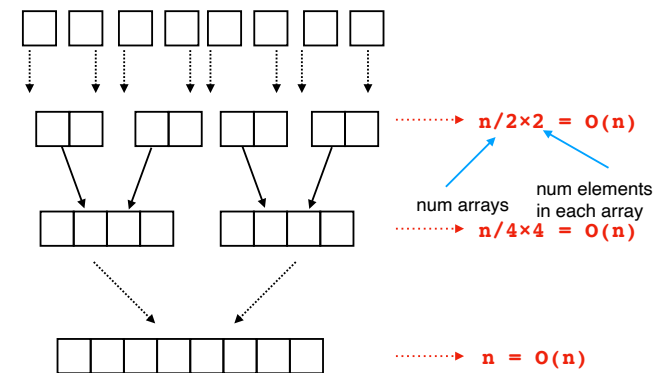 n/2×2 = O(n)
num arrays
num elements
in each array
n/4×4 = O(n)
n = O(n)